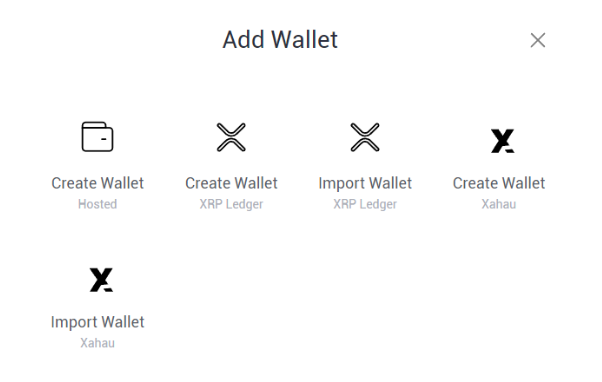 Add Wallet
Create Wallet
Hosted
Create Wallet
XRP Ledger
Import Wallet
XRP Ledger
Create Wallet
Xahau
Import Wallet
Xahau